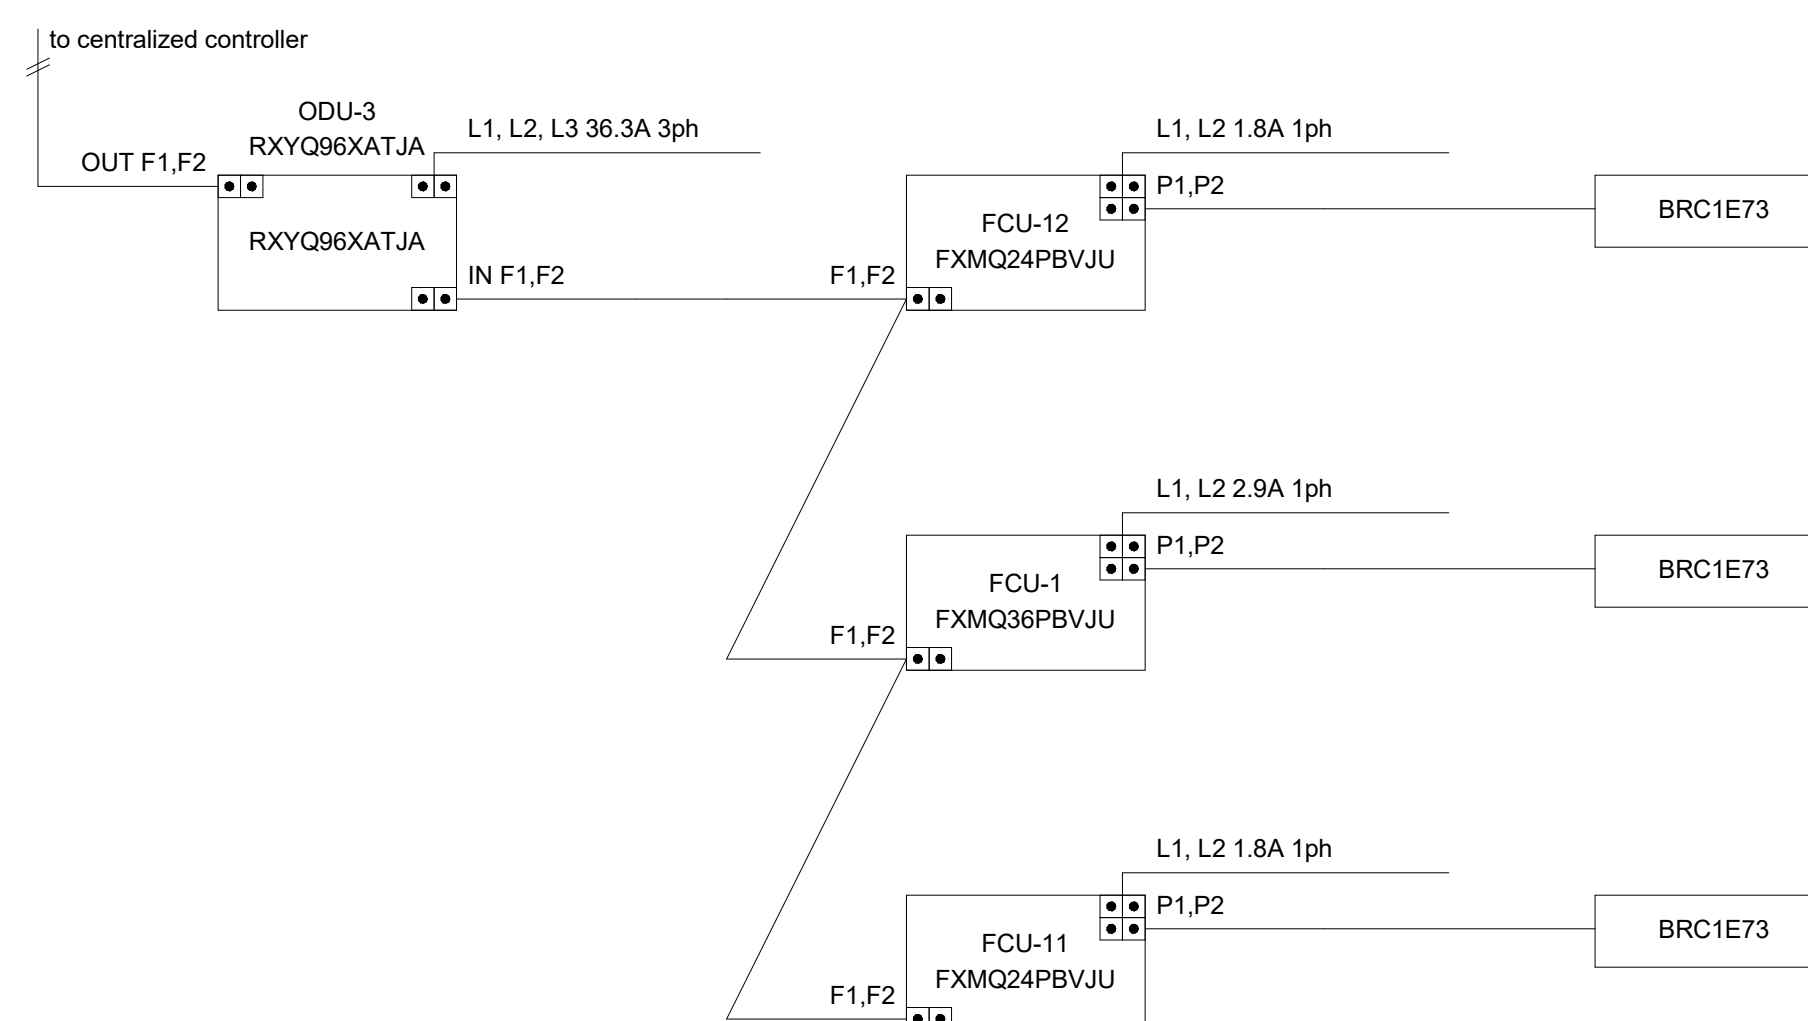 to centralized controller
ODU-3
RXYQ96XATJA
L1, L2, L3 36.3A 3ph
OUT F1,F2
RXYQ96XATJA
IN F1,F2
L1, L2 1.8A 1ph
P1,P2
FCU-12
FXMQ24PBVJU
F1,F2
BRC1E73
L1, L2 2.9A 1ph
P1,P2
FCU-1
FXMQ36PBVJU
F1,F2
BRC1E73
L1, L2 1.8A 1ph
P1,P2
FCU-11
FXMQ24PBVJU
F1,F2
BRC1E73